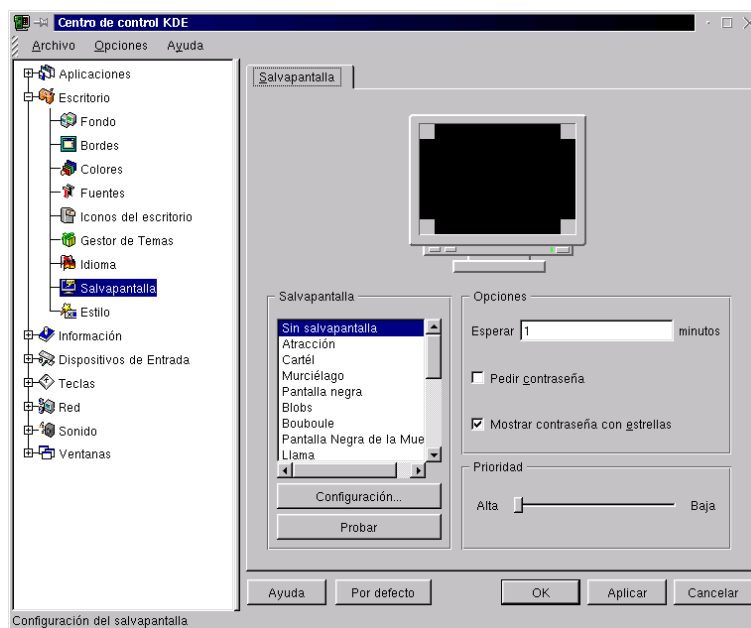 Centro de control KDE
Archivo Opciones Ayuda
Aplicaciones
Escritorio
Fondo
Bordes
Colores
Fuentes
Iconos del escritorio
Gestor de Temas
Idioma
Salvapantalla
Estilo
Información
Dispositivos de Entrada
Teclas
Red
Sonido
Ventanas
Salvapantalla
Salvapantalla
Sin salvapantalla
Atracción
Cartél
Murciélago
Pantalla negra
Blobs
Bouboule
Pantalla Negra de la Mue
Llama
Configuración...
Probar
Opciones
Esperar 1 minutos
Pedir contraseña
Mostrar contraseña con estrellas
Prioridad
Alta Baja
Ayuda Por defecto OK Aplicar Cancelar
Configuración del salvapantalla